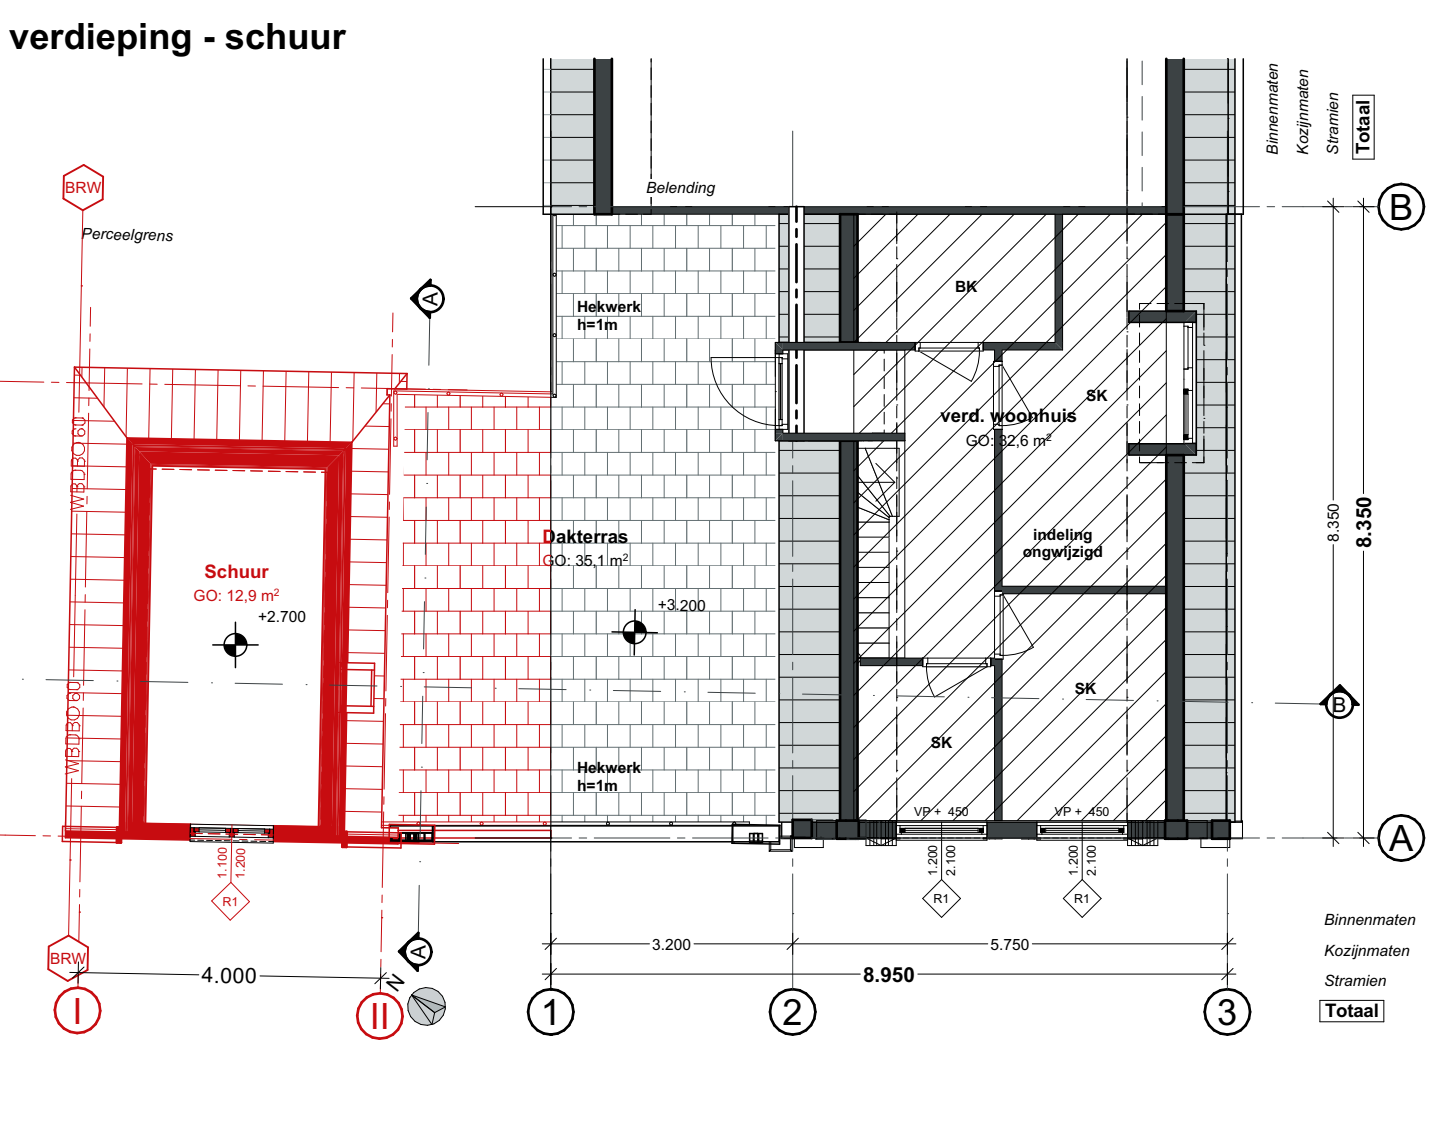 verdieping - schuur
Binnenmaten
Kozijnmaten
Stramien
Totaal
BRW
Belending
B
Perceelgrens
A
Hekwerk
h=1m
BK
SK
verd. woonhuis
GO: 32,6 m²
WBDBO 60
8.350
8.350
Dakterras
GO: 35,1 m²
indeling
ongwijzigd
Schuur
GO: 12,9 m²
+2.700
+3.200
WBDBO 60
SK
B
SK
Hekwerk
h=1m
VP + 450
VP + 450
A
1.100
1.200
R1
1.200
2.100
R1
1.200
2.100
R1
A
BRW
N
4.000
3.200
5.750
8.950
I
II
1
2
3
Binnenmaten
Kozijnmaten
Stramien
Totaal